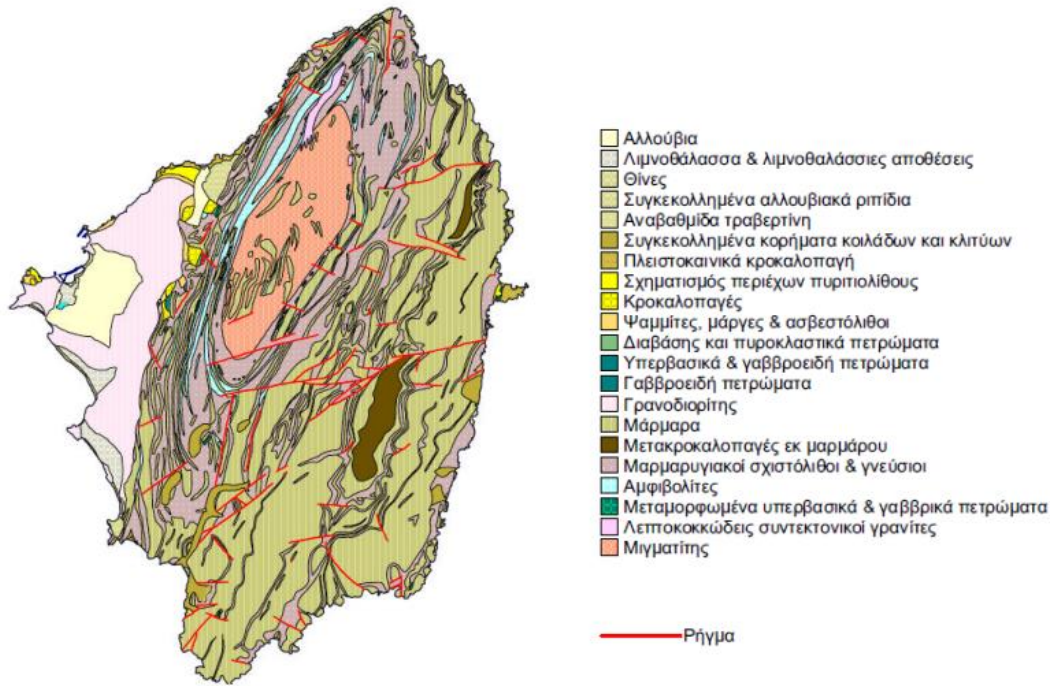 Αλλούβια
Λιμνοθάλασσα & λιμνοθαλάσσιες αποθέσεις
Θίνες
Συγκεκολλημένα αλλουβιακά ριπίδια
Αναβαθμίδα τραβερτίνη
Συγκεκολλημένα κορήματα κοιλάδων και κλιτύων
Πλειστοκαινικά κροκαλοπαγή
Σχηματισμός περιέχων πυριτιολίθους
Κροκαλοπαγές
Ψαμμίτες, μάργες & ασβεστόλιθοι
Διαβάσης και πυροκλαστικά πετρώματα
Υπερβασικά & γαββροειδή πετρώματα
Γαββροειδή πετρώματα
Γρανοδιορίτης
Μάρμαρα
Μετακροκαλοπαγές εκ μαρμάρου
Μαρμαρυγιακοί σχιστόλιθοι & γνεύσιοι
Αμφιβολίτες
Μεταμορφωμένα υπερβασικά & γαββρικά πετρώματα
Λεπτοκοκκώδεις συντεκτονικοί γρανίτες
Μιγματίτης
Ρήγμα